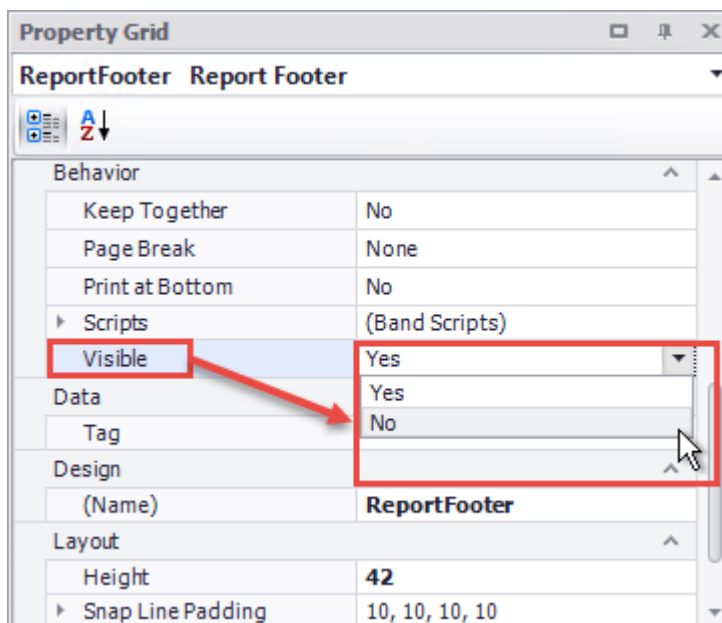 Property Grid
ReportFooter Report Footer
A
Z
Behavior
Keep Together No
Page Break None
Print at Bottom No
Scripts (Band Scripts)
Visible Yes
Yes
Data
No
Tag
Design
(Name) ReportFooter
Layout
Height 42
Snap Line Padding 10, 10, 10, 10